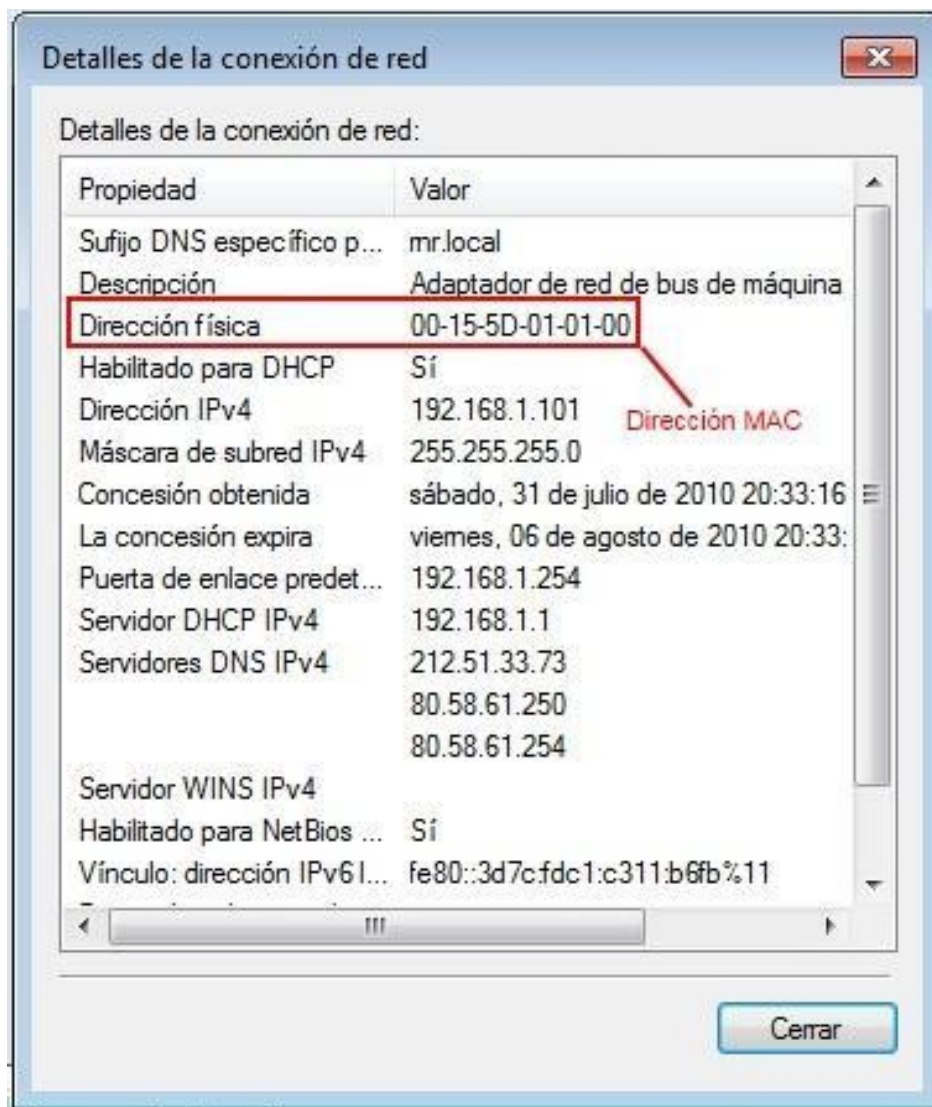 Detalles de la conexión de red
Detalles de la conexión de red:
Propiedad Valor
Sufijo DNS específico p... mr.local
Descripción Adaptador de red de bus de máquina
Dirección física 00-15-5D-01-01-00
Habilitado para DHCP Sí
Dirección IPv4 192.168.1.101
Dirección MAC
Máscara de subred IPv4 255.255.255.0
Concesión obtenida sábado, 31 de julio de 2010 20:33:16
La concesión expira viernes, 06 de agosto de 2010 20:33:
Puerta de enlace predet... 192.168.1.254
Servidor DHCP IPv4 192.168.1.1
Servidores DNS IPv4 212.51.33.73
80.58.61.250
80.58.61.254
Servidor WINS IPv4
Habilitado para NetBios ... Sí
Vínculo: dirección IPv6 l... fe80::3d7c:fdc1:c311:b6fb%11
Cerrar